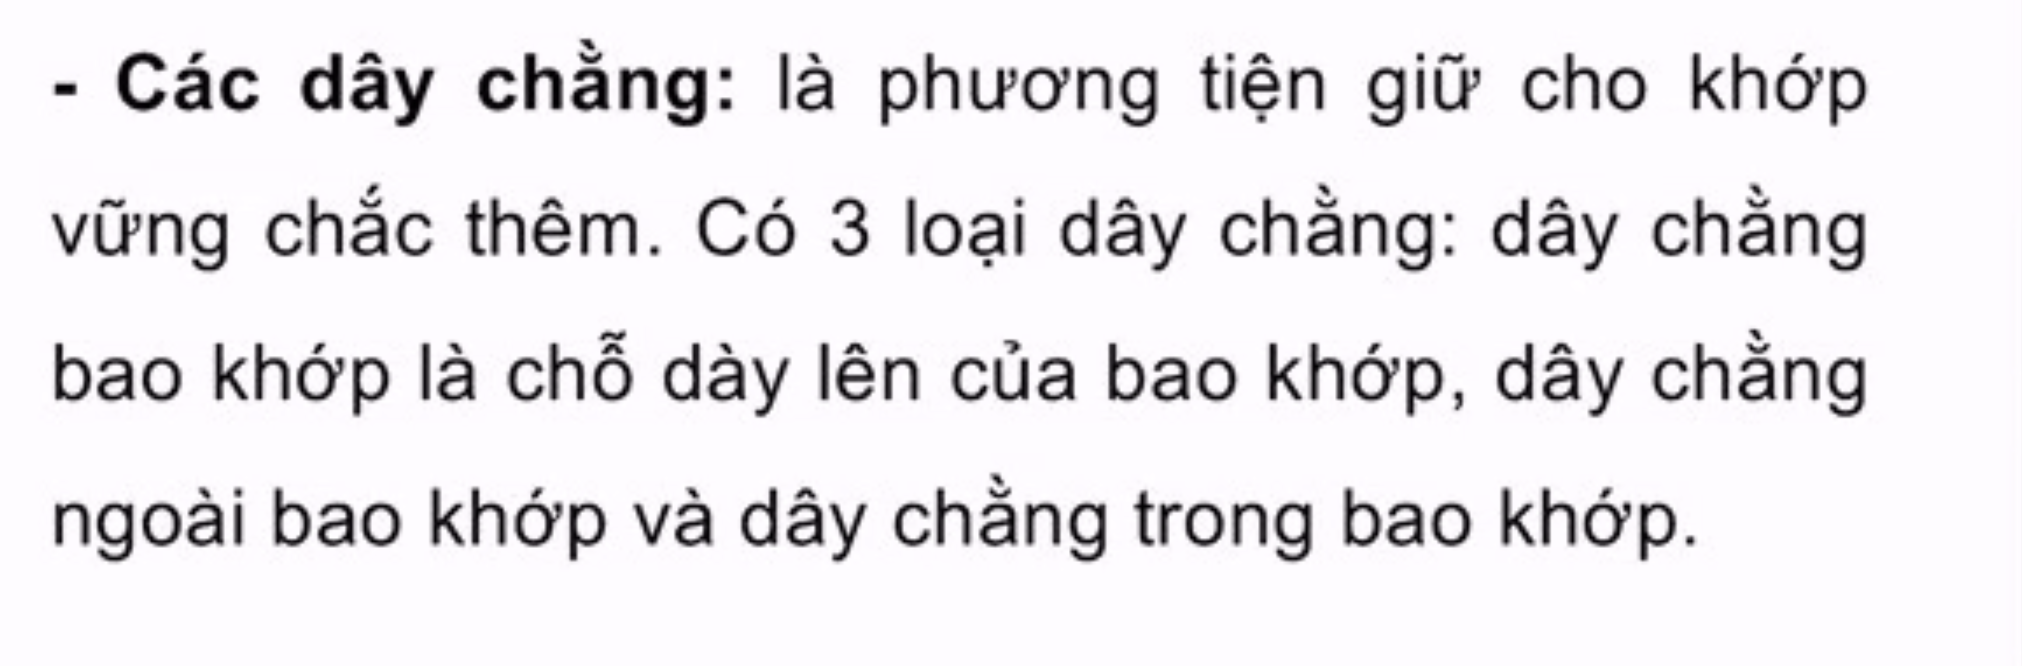 - Các dây chằng: là phương tiện giữ cho khớp
vững chắc thêm. Có 3 loại dây chằng: dây chằng
bao khớp là chỗ dày lên của bao khớp, dây chằng
ngoài bao khớp và dây chằng trong bao khớp.